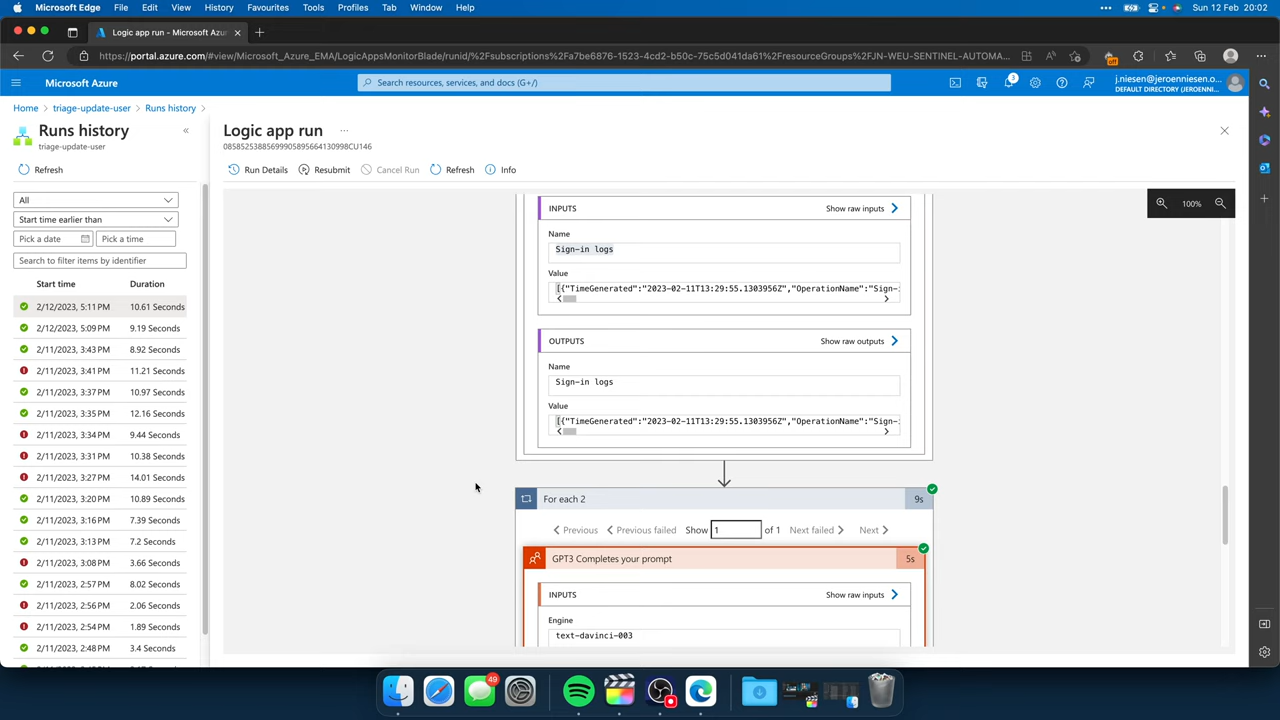 File Edit View History Favourites Tools Profiles Tab Window Help
Sun 12 Feb 20:02
Logic app run - Microsoft Azu
https://portal.azure.com/#view/Microsoft_Azure_EMA/LogicAppsMonitorBlade/runid/%2Fsubscriptions%2Fa7be6876-1523-4cd2-b50c-75c5d041da61%2FresourceGroups%2FJN-WEU-SENTINEL-AUTOMA...
Microsoft Azure
Search resources, services, and docs (G+/)
3
j.niesen@jeroenniesen.o...
DEFAULT DIRECTORY (JEROENNI...
Home > triage-update-user > Runs history >
Runs history
triage-update-user
Refresh
All
Start time earlier than
Pick a date
Pick a time
Search to filter items by identifier
Start time Duration
2/12/2023, 5:11 PM 10.61 Seconds
2/12/2023, 5:09 PM 9.19 Seconds
2/11/2023, 3:43 PM 8.92 Seconds
2/11/2023, 3:41 PM 11.21 Seconds
2/11/2023, 3:37 PM 10.97 Seconds
2/11/2023, 3:35 PM 12.16 Seconds
2/11/2023, 3:34 PM 9.44 Seconds
2/11/2023, 3:31 PM 10.38 Seconds
2/11/2023, 3:27 PM 14.01 Seconds
2/11/2023, 3:20 PM 10.89 Seconds
2/11/2023, 3:16 PM 7.39 Seconds
2/11/2023, 3:13 PM 7.2 Seconds
2/11/2023, 3:08 PM 3.66 Seconds
2/11/2023, 2:57 PM 8.02 Seconds
2/11/2023, 2:56 PM 2.06 Seconds
2/11/2023, 2:54 PM 1.89 Seconds
2/11/2023, 2:48 PM 3.4 Seconds
Logic app run ...
Run Details Resubmit Cancel Run Refresh Info
100%
INPUTS Show raw inputs
Name
Sign-in logs
Value
[{"TimeGenerated":"2023-02-11T13:29:55.1303956Z","OperationName":"Sign-
OUTPUTS Show raw outputs
Name
Sign-in logs
Value
[{"TimeGenerated":"2023-02-11T13:29:55.1303956Z","OperationName":"Sign-
For each 2 9s
Previous Previous failed Show 1 of 1 Next failed Next
GPT3 Completes your prompt 5s
INPUTS Show raw inputs
Engine
text-davinci-003
49